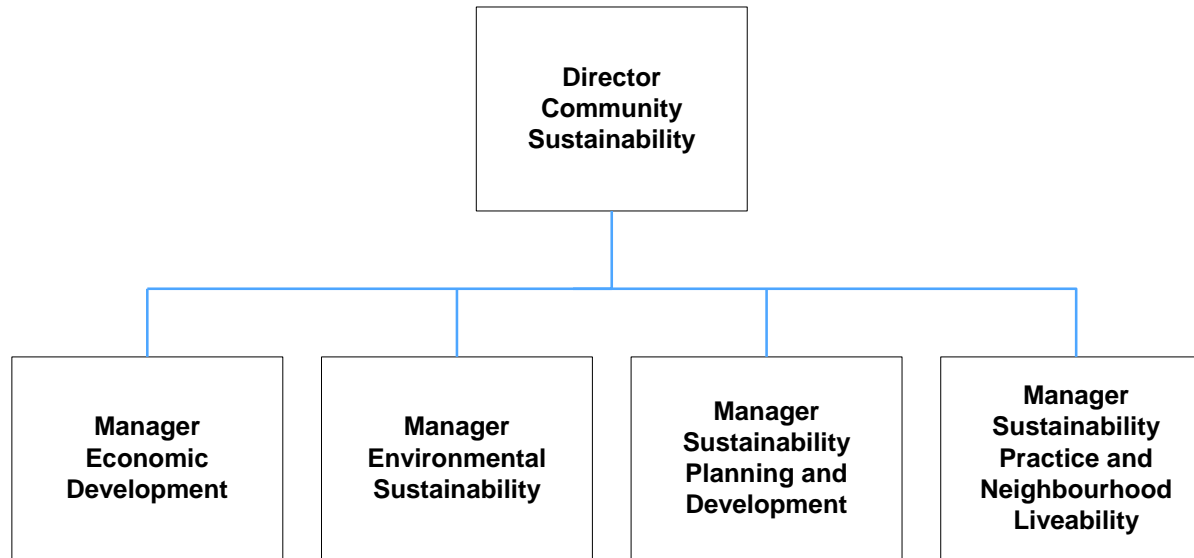 Director
Community
Sustainability
Manager
Economic
Development
Manager
Environmental
Sustainability
Manager
Sustainability
Planning and
Development
Manager
Sustainability
Practice and
Neighbourhood
Liveability